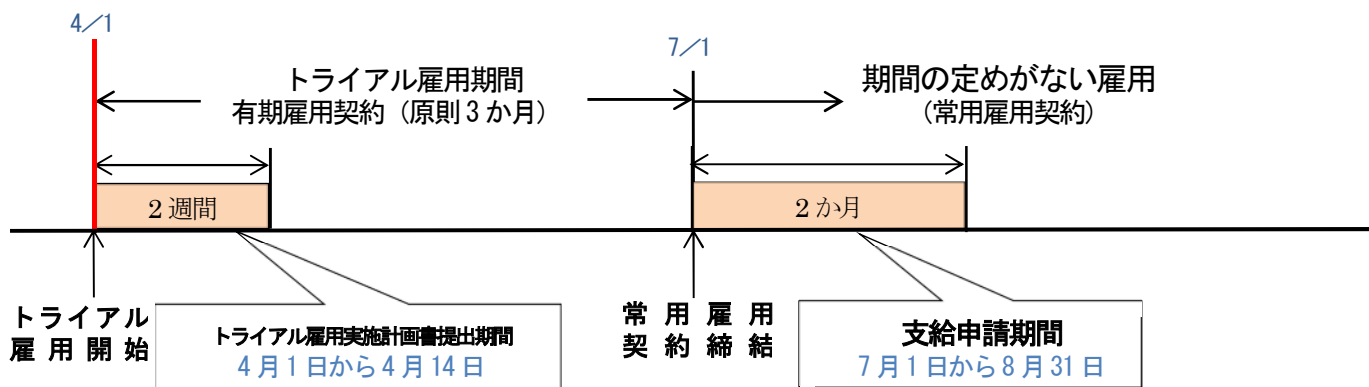 4/1
7/1
トライアル雇用期間
有期雇用契約（原則3か月）
期間の定めがない雇用
（常用雇用契約）
2週間
2か月
トライアル
雇用開始
トライアル雇用実施計画書提出期間
4月1日から4月14日
常用雇用
契約締結
支給申請期間
7月1日から8月31日